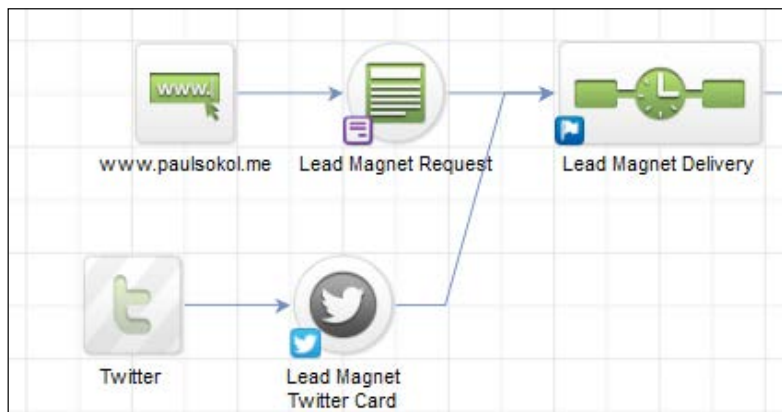 www.
www.paulsokol.me
Lead Magnet Request
Lead Magnet Delivery
Twitter
Lead Magnet
Twitter Card